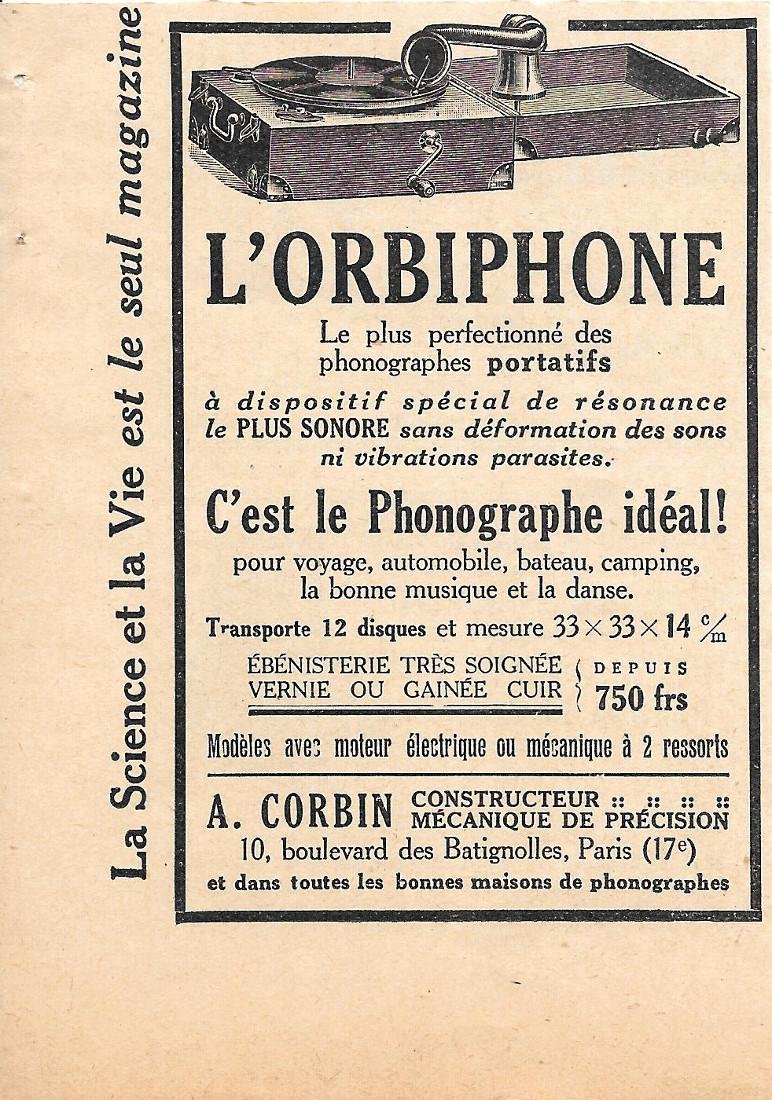 La Science et la Vie est le seul magazine
L'ORBIPHONE
Le plus perfectionné des
phonographes portatifs
à dispositif spécial de résonance
le PLUS SONORE sans déformation des sons
ni vibrations parasites.
C'est le Phonographe idéal!
pour voyage, automobile, bateau, camping,
la bonne musique et la danse.
Transporte 12 disques et mesure 33 × 33 × 14 c/m
ÉBÉNISTERIE TRÈS SOIGNÉE
VERNIE OU GAINÉE CUIR
DEPUIS
750 frs
Modèles avec moteur électrique ou mécanique à 2 ressorts
A. CORBIN
CONSTRUCTEUR :: :: :: ::
MÉCANIQUE DE PRÉCISION
10, boulevard des Batignolles, Paris (17e)
et dans toutes les bonnes maisons de phonographes